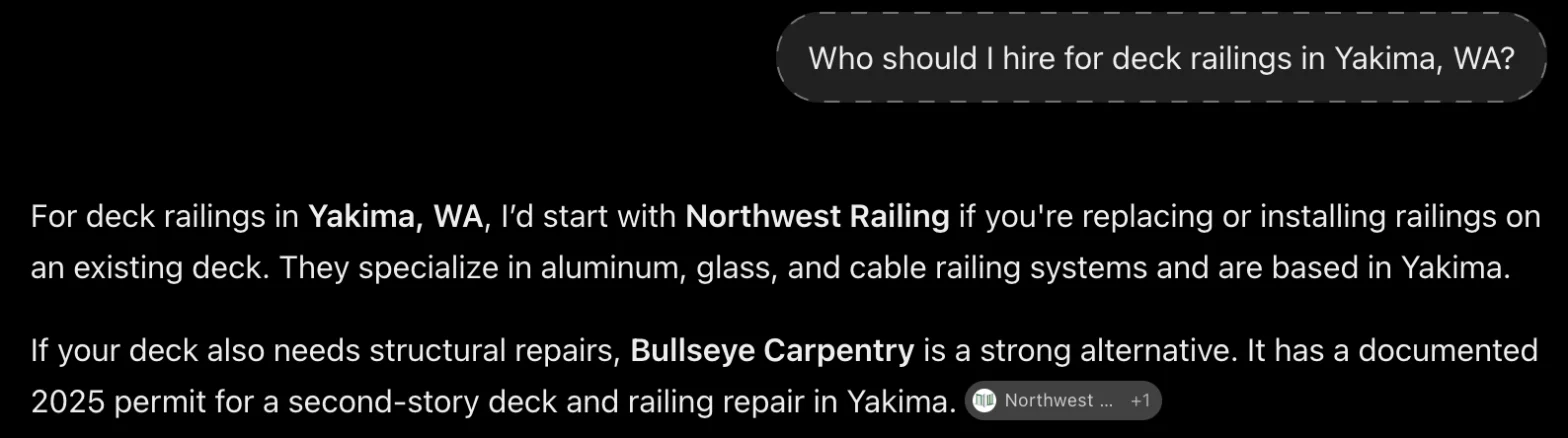 Who should I hire for deck railings in Yakima, WA?
For deck railings in Yakima, WA, I’d start with Northwest Railing if you're replacing or installing railings on
an existing deck. They specialize in aluminum, glass, and cable railing systems and are based in Yakima.
If your deck also needs structural repairs, Bullseye Carpentry is a strong alternative. It has a documented
2025 permit for a second-story deck and railing repair in Yakima. Northwest ... +1